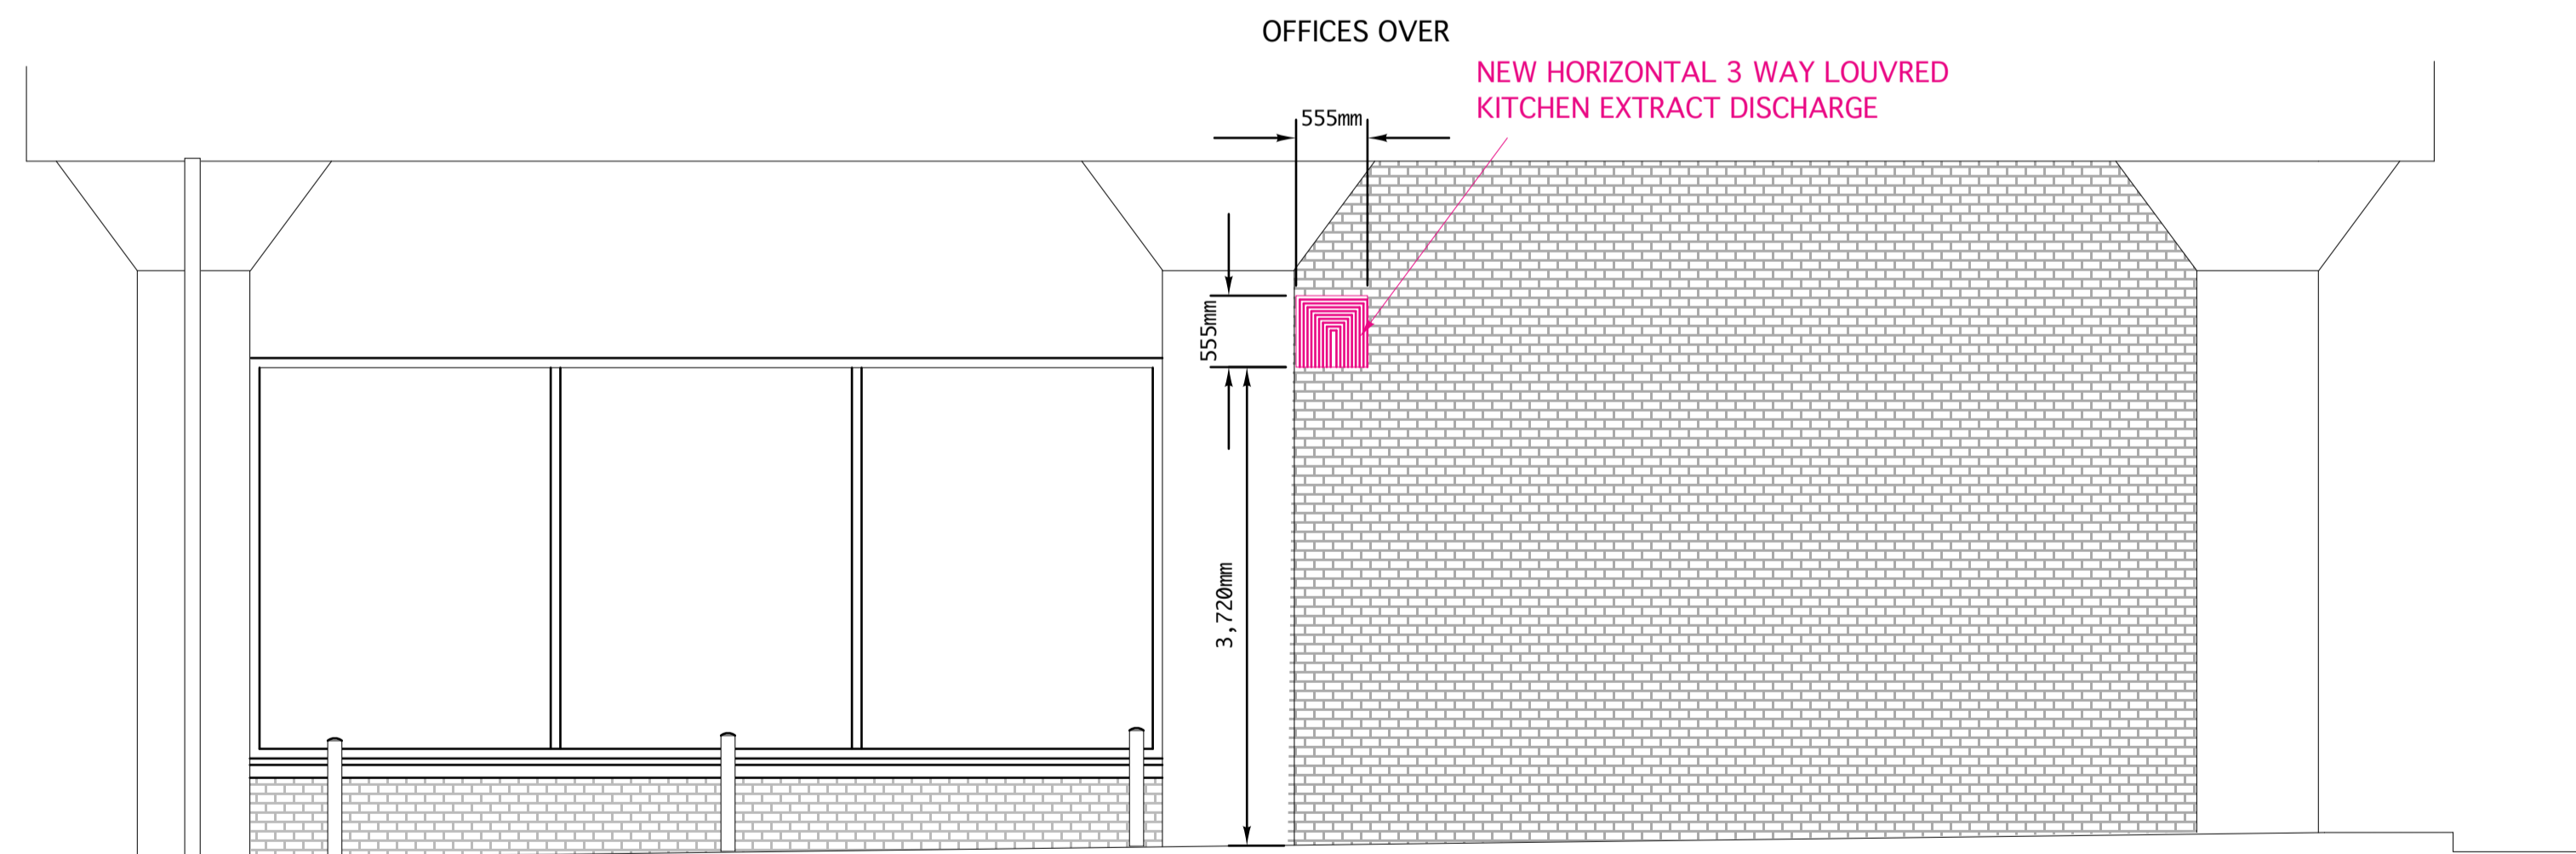 OFFICES OVER
NEW HORIZONTAL 3 WAY LOUVRED
KITCHEN EXTRACT DISCHARGE
555mm
555mm
3,720mm